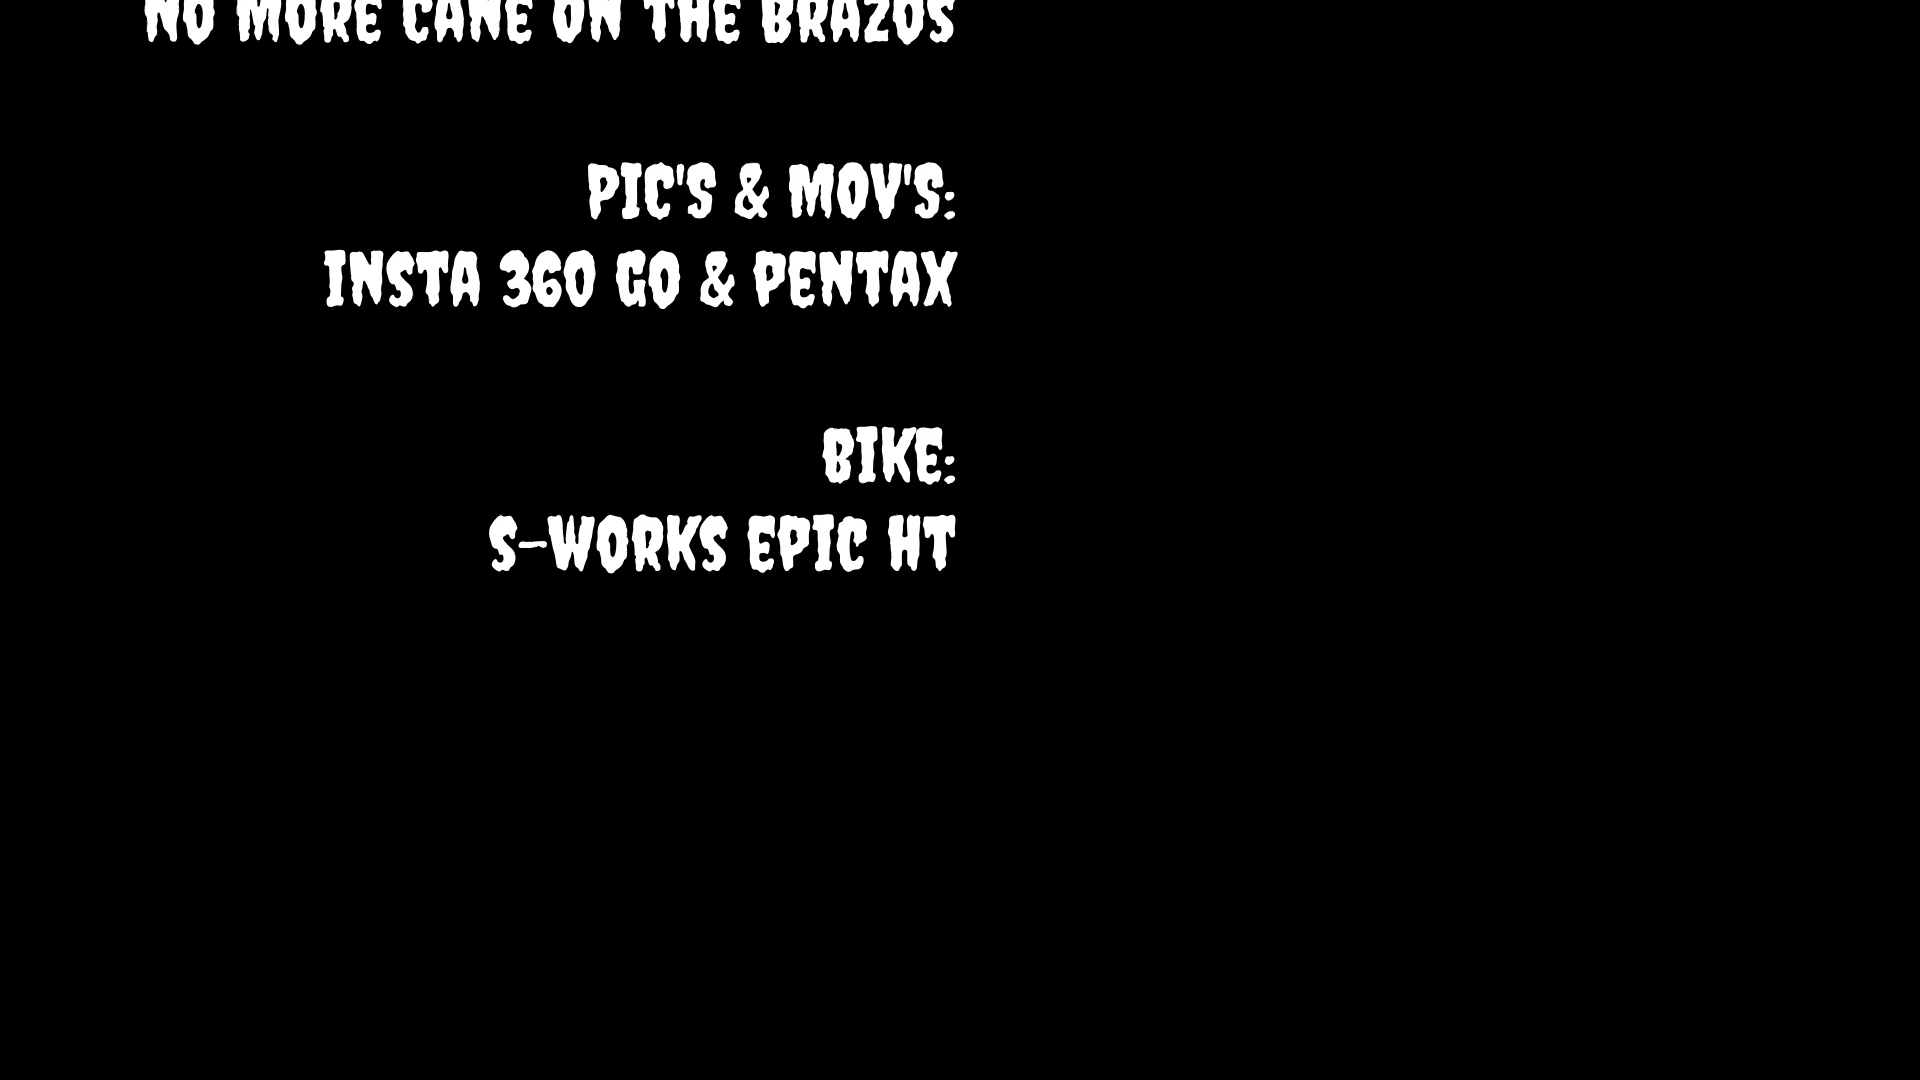 NO MORE CANE ON THE BRAZOS
PIC'S & MOV'S:
INSTA 360 GO & PENTAX
BIKE:
S-WORKS EPIC HT